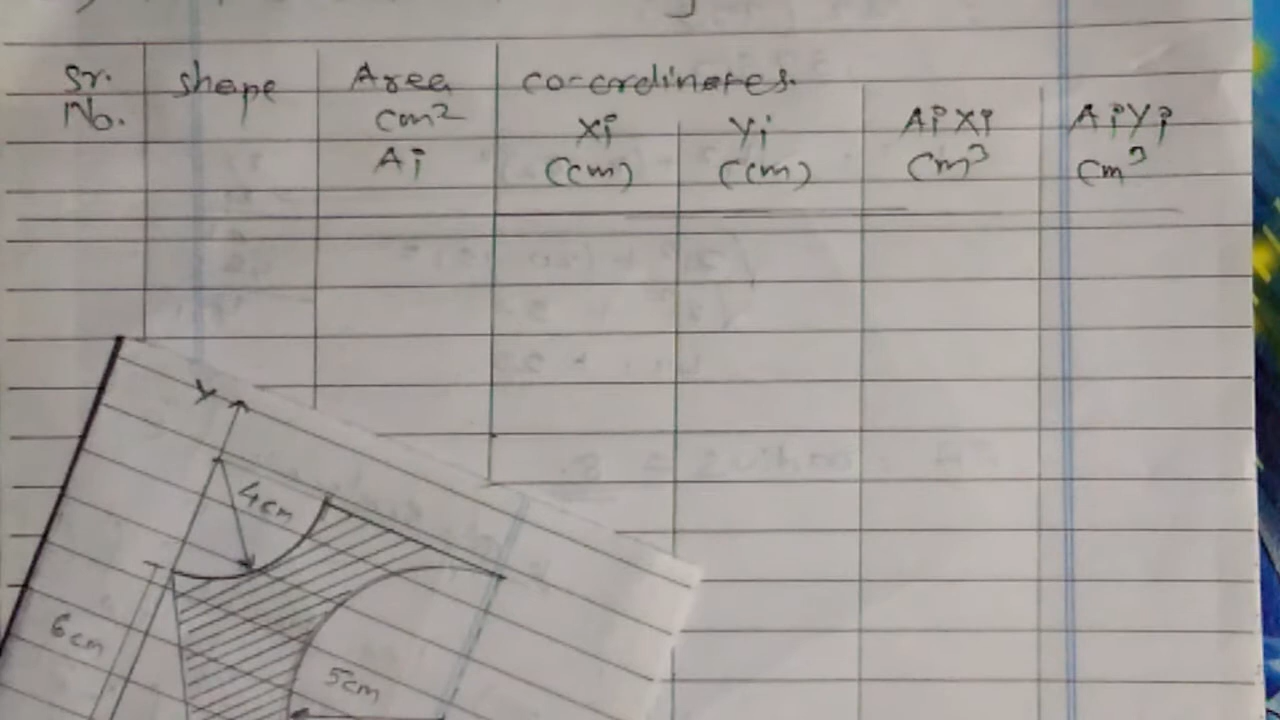 Sr. No.
shape
Area cm² Ai
co-ordinates.
Xi (cm)
Yi (cm)
AiXi cm³
AiYi cm³
Y
4cm
6cm
5cm